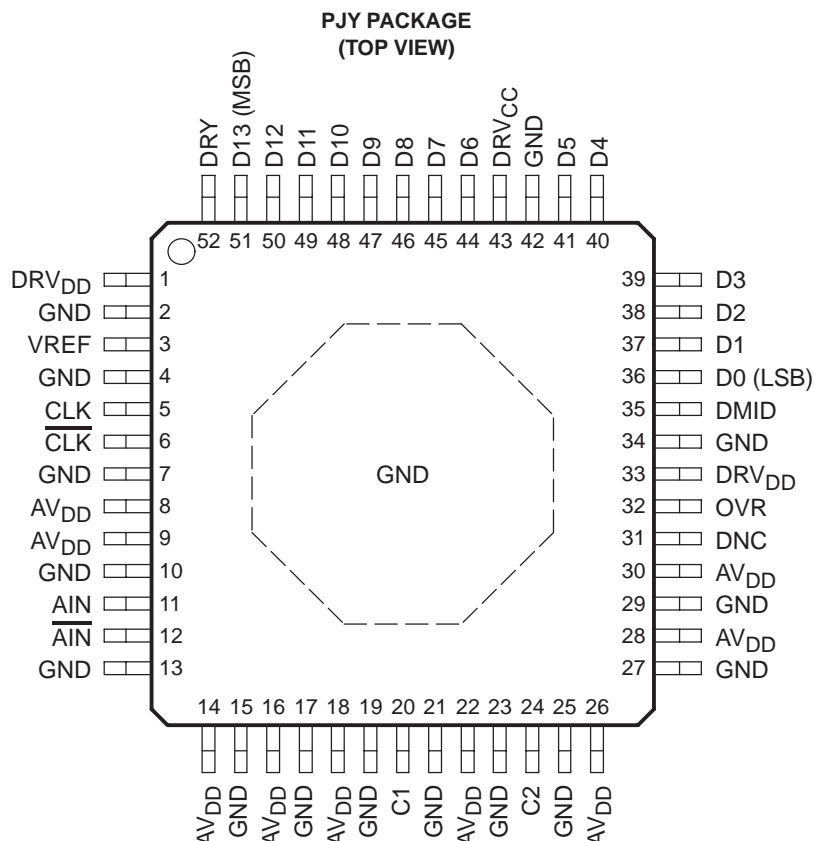 PJY PACKAGE
(TOP VIEW)
DRY
D13 (MSB)
D12
D11
D10
D9
D8
D7
D6
DRVCC
GND
D5
D4
52 51 50 49 48 47 46 45 44 43 42 41 40
DRVDD 1
GND 2
VREF 3
GND 4
CLK 5
CLK 6
GND 7
AVDD 8
AVDD 9
GND 10
AIN 11
AIN 12
GND 13
GND
39 D3
38 D2
37 D1
36 D0 (LSB)
35 DMID
34 GND
33 DRVDD
32 OVR
31 DNC
30 AVDD
29 GND
28 AVDD
27 GND
14 15 16 17 18 19 20 21 22 23 24 25 26
AVDD
GND
AVDD
GND
AVDD
GND
C1
GND
AVDD
GND
C2
GND
AVDD